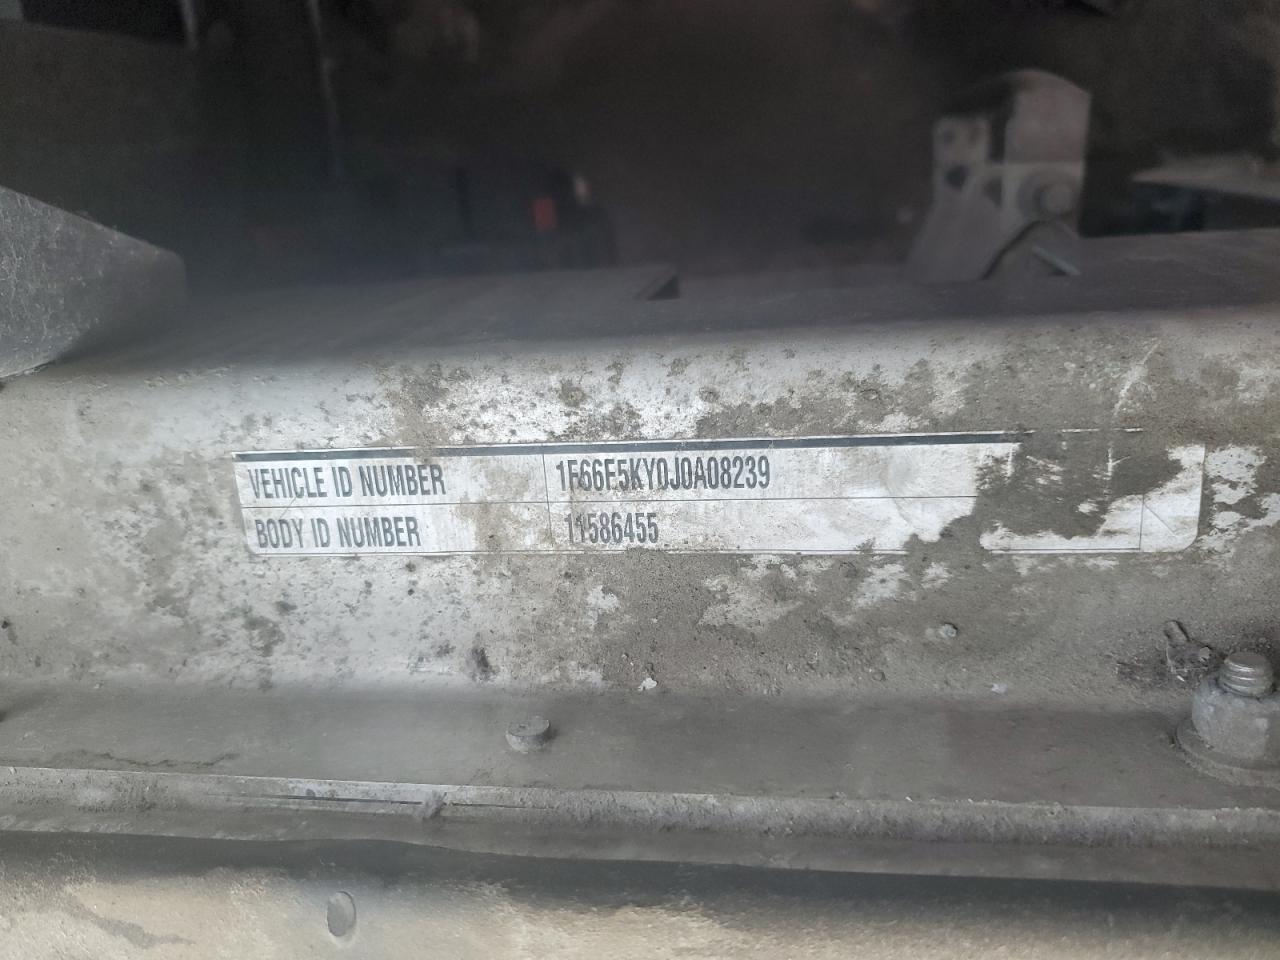 VEHICLE ID NUMBER 1F66F5KY0J0A08239
BODY ID NUMBER 11586455